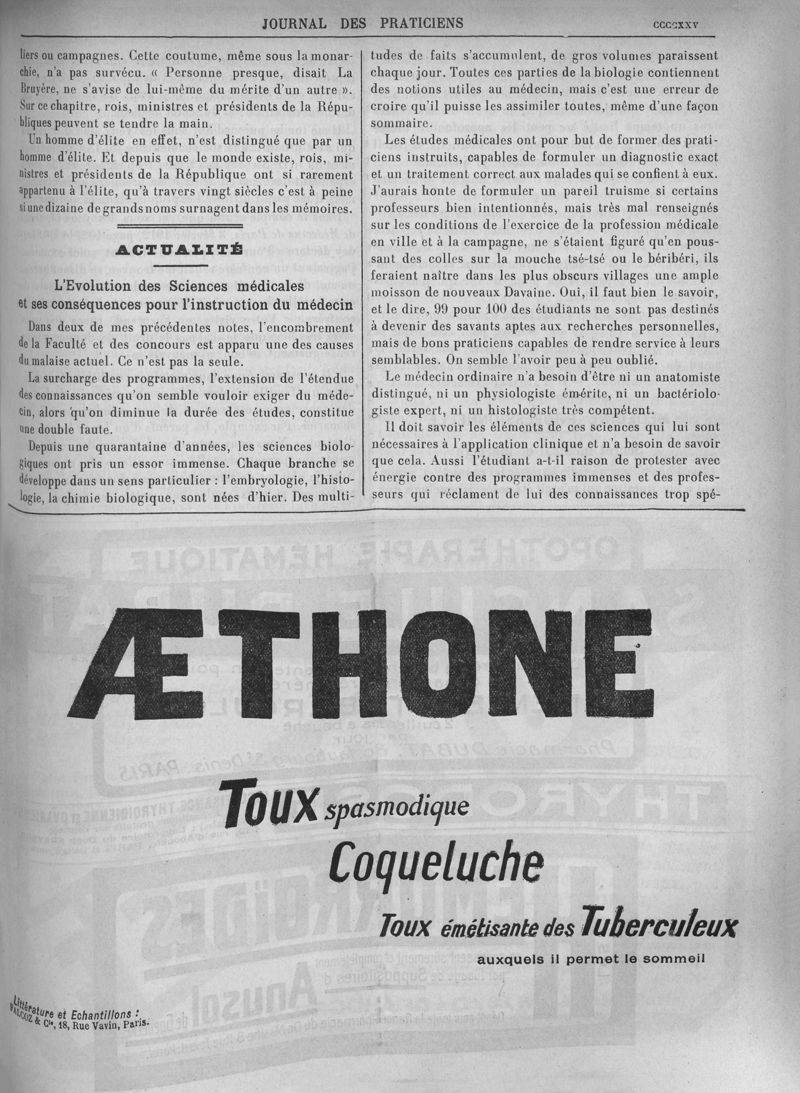 JOURNAL DES PRATICIENS
CCCCXXV
liers ou campagnes. Cette coutume, même sous la monar-
chie, n'a pas survécu. « Personne presque, disait La
Bruyère, ne s'avise de lui-même du mérite d'un autre ».
Sur ce chapitre, rois, ministres et présidents de la Répu-
bliques peuvent se tendre la main.
Un homme d'élite en effet, n'est distingué que par un
homme d'élite. Et depuis que le monde existe, rois, mi-
nistres et présidents de la République ont si rarement
appartenu à l'élite, qu'à travers vingt siècles c'est à peine
si une dizaine de grands noms surnagent dans les mémoires.
ACTUALITÉ
L'Evolution des Sciences médicales
et ses conséquences pour l'instruction du médecin
Dans deux de mes précédentes notes, l'encombrement
de la Faculté et des concours est apparu une des causes
du malaise actuel. Ce n'est pas la seule.
La surcharge des programmes, l'extension de l'étendue
des connaissances qu'on semble vouloir exiger du méde-
cin, alors qu'on diminue la durée des études, constitue
une double faute.
Depuis une quarantaine d'années, les sciences biolo-
giques ont pris un essor immense. Chaque branche se
développe dans un sens particulier : l'embryologie, l'histo-
logie, la chimie biologique, sont nées d'hier. Des multi-
tudes de faits s'accumulent, de gros volumes paraissent
chaque jour. Toutes ces parties de la biologie contiennent
des notions utiles au médecin, mais c'est une erreur de
croire qu'il puisse les assimiler toutes, même d'une façon
sommaire.
Les études médicales ont pour but de former des prati-
ciens instruits, capables de formuler un diagnostic exact
et un traitement correct aux malades qui se confient à eux.
J'aurais honte de formuler un pareil truisme si certains
professeurs bien intentionnés, mais très mal renseignés
sur les conditions de l'exercice de la profession médicale
en ville et à la campagne, ne s'étaient figuré qu'en pous-
sant des colles sur la mouche tsé-tsé ou le béribéri, ils
feraient naître dans les plus obscurs villages une ample
moisson de nouveaux Davaine. Oui, il faut bien le savoir,
et le dire, 99 pour 100 des étudiants ne sont pas destinés
à devenir des savants aptes aux recherches personnelles,
mais de bons praticiens capables de rendre service à leurs
semblables. On semble l'avoir peu à peu oublié.
Le médecin ordinaire n'a besoin d'être ni un anatomiste
distingué, ni un physiologiste émérite, ni un bactériolo-
giste expert, ni un histologiste très compétent.
Il doit savoir les éléments de ces sciences qui lui sont
nécessaires à l'application clinique et n'a besoin de savoir
que cela. Aussi l'étudiant a-t-il raison de protester avec
énergie contre des programmes immenses et des profes-
seurs qui réclament de lui des connaissances trop spé-
ÆTHONE
Toux spasmodique
Coqueluche
Toux émétisante des Tuberculeux
auxquels il permet le sommeil
Littérature et Echantillons :
FALCOZ & Cie, 18, Rue Vavin, Paris.